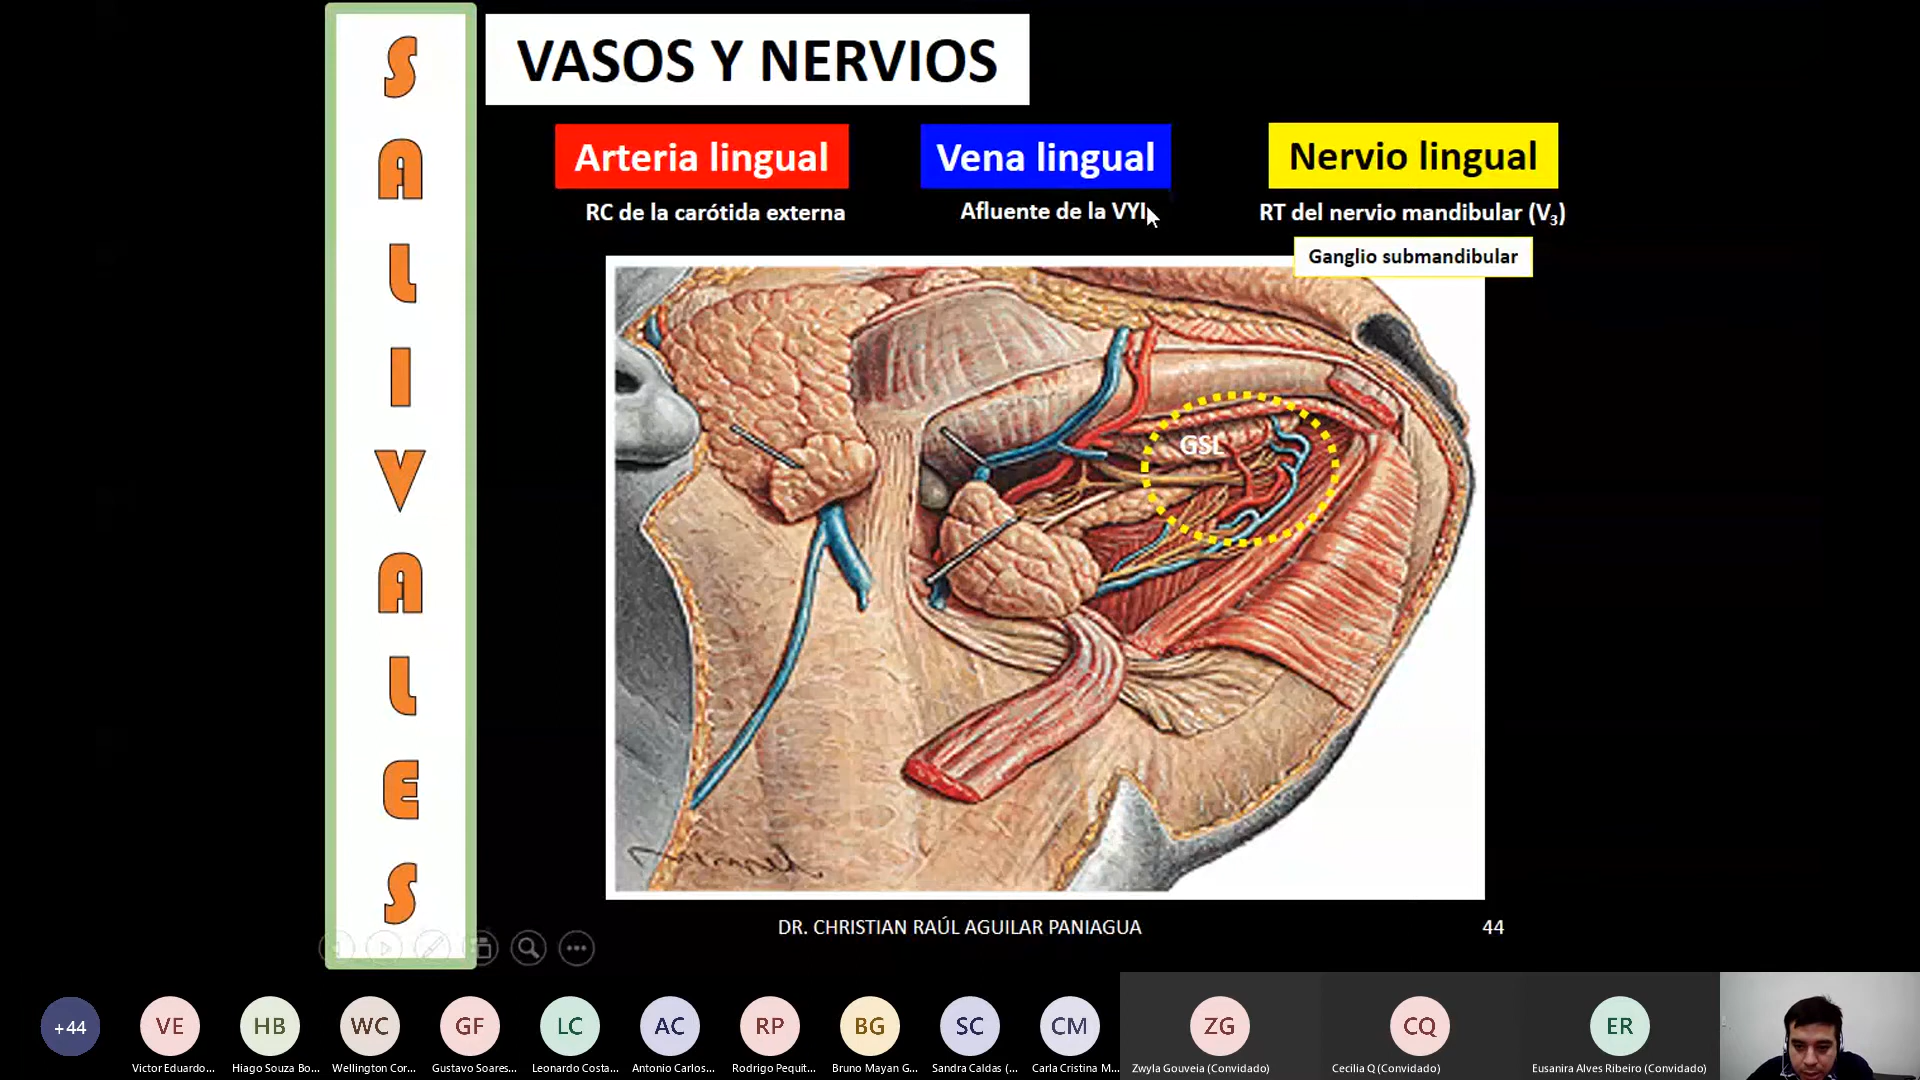 SALIVALES
VASOS Y NERVIOS
Arteria lingual
RC de la carótida externa
Vena lingual
Afluente de la VYI
Nervio lingual
RT del nervio mandibular (V₃)
Ganglio submandibular
GSL
DR. CHRISTIAN RAÚL AGUILAR PANIAGUA
44
+44
VE
HB
WC
GF
LC
AC
RP
BG
SC
CM
ZG
CQ
ER
Victor Eduardo...
Hiago Souza Bo...
Wellington Cor...
Gustavo Soares...
Leonardo Costa...
Antonio Carlos...
Rodrigo Pequit...
Bruno Mayan G...
Sandra Caldas (...
Carla Cristina M...
Zwyla Gouveia (Convidado)
Cecilia Q (Convidado)
Eusanira Alves Ribeiro (Convidado)